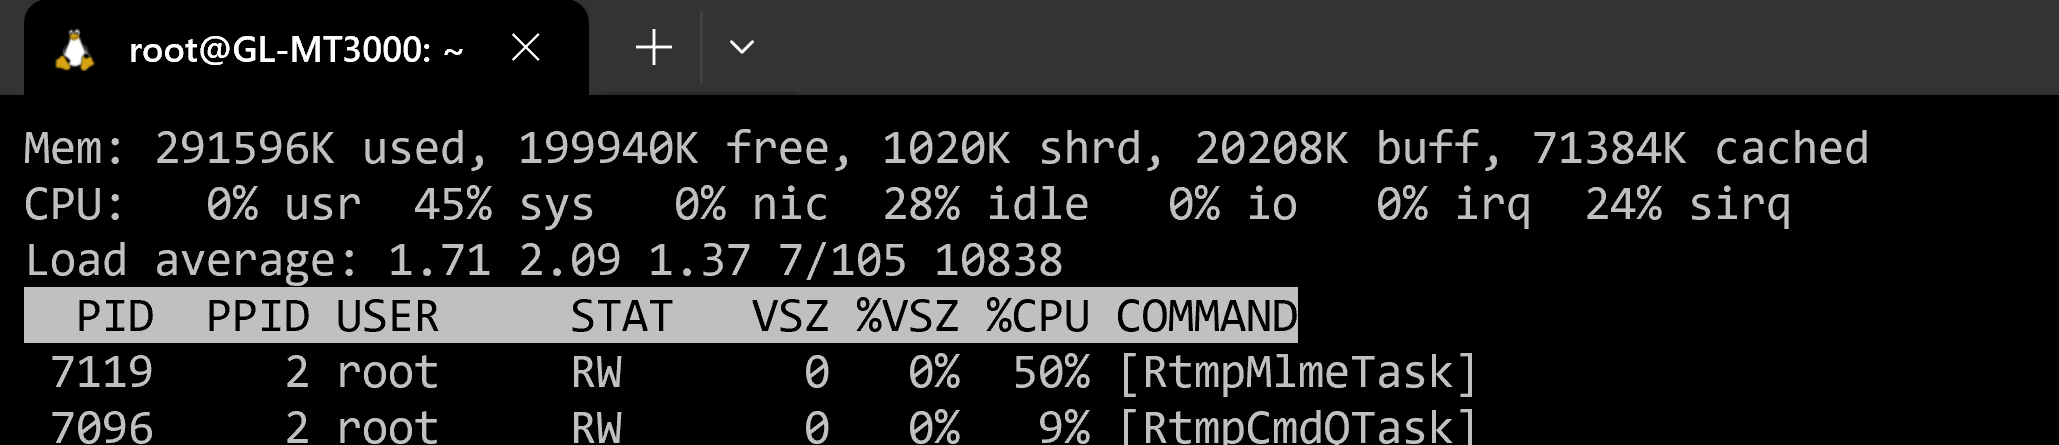 root@GL-MT3000: ~
Mem: 291596K used, 199940K free, 1020K shrd, 20208K buff, 71384K cached
CPU:   0% usr  45% sys   0% nic  28% idle   0% io   0% irq  24% sirq
Load average: 1.71 2.09 1.37 7/105 10838
  PID  PPID USER     STAT   VSZ %VSZ %CPU COMMAND
 7119     2 root     RW       0   0%  50% [RtmpMlmeTask]
 7096     2 root     RW       0   0%   9% [RtmpCmdQTask]